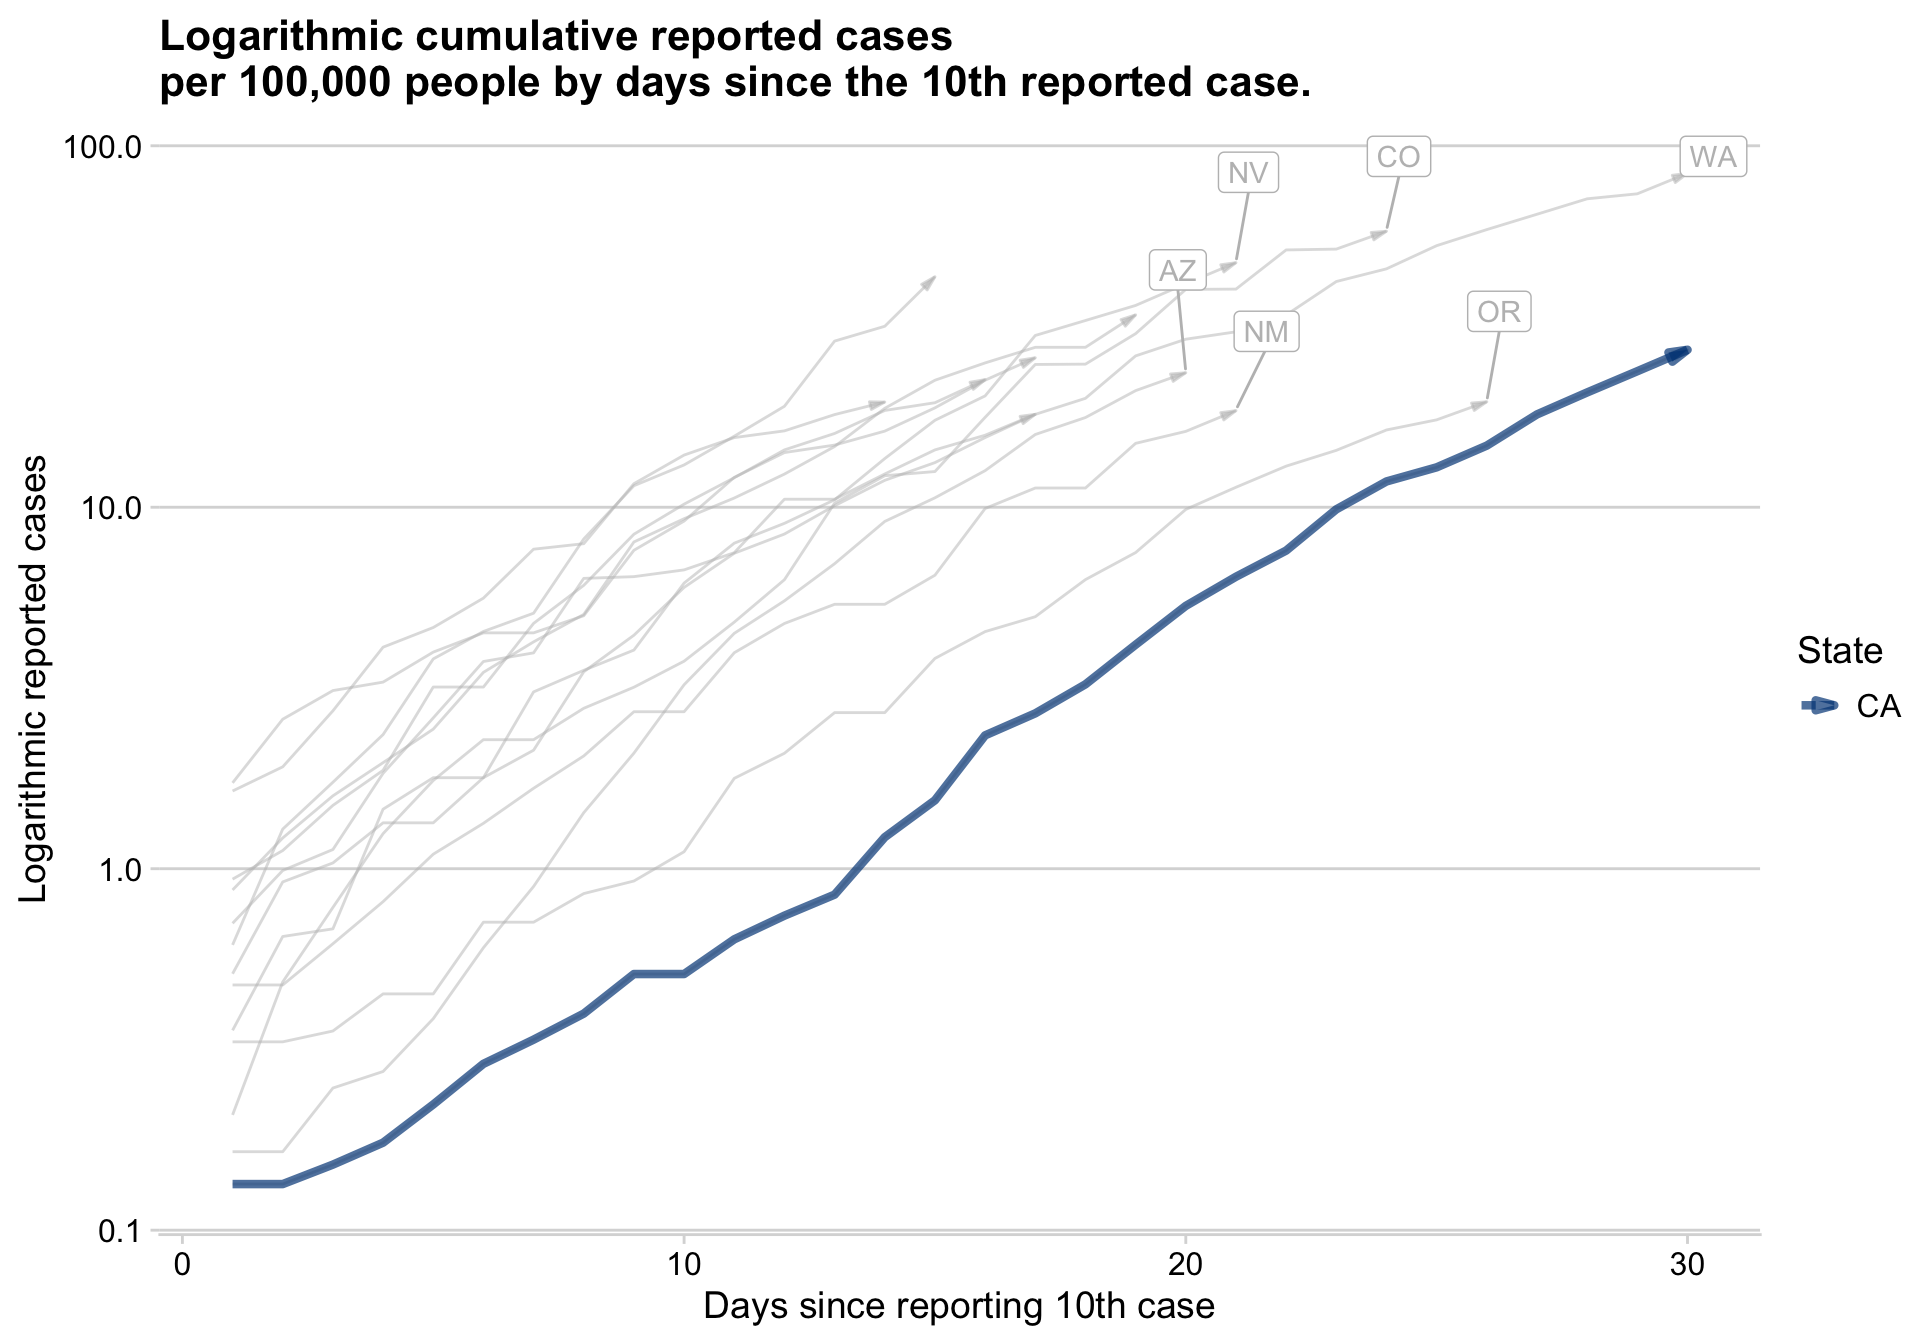 Logarithmic cumulative reported cases
per 100,000 people by days since the 10th reported case.
100.0
10.0
1.0
0.1
Logarithmic reported cases
NV
CO
WA
AZ
NM
OR
State
CA
0
10
20
30
Days since reporting 10th case